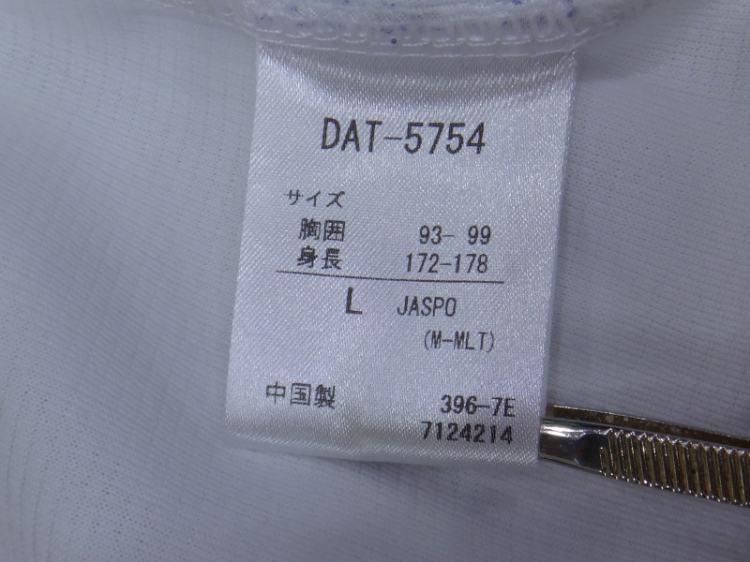 DAT-5754
サイズ
胸囲 93- 99
身長 172-178
L JASPO
(M-MLT)
中国製 396-7E
7124214